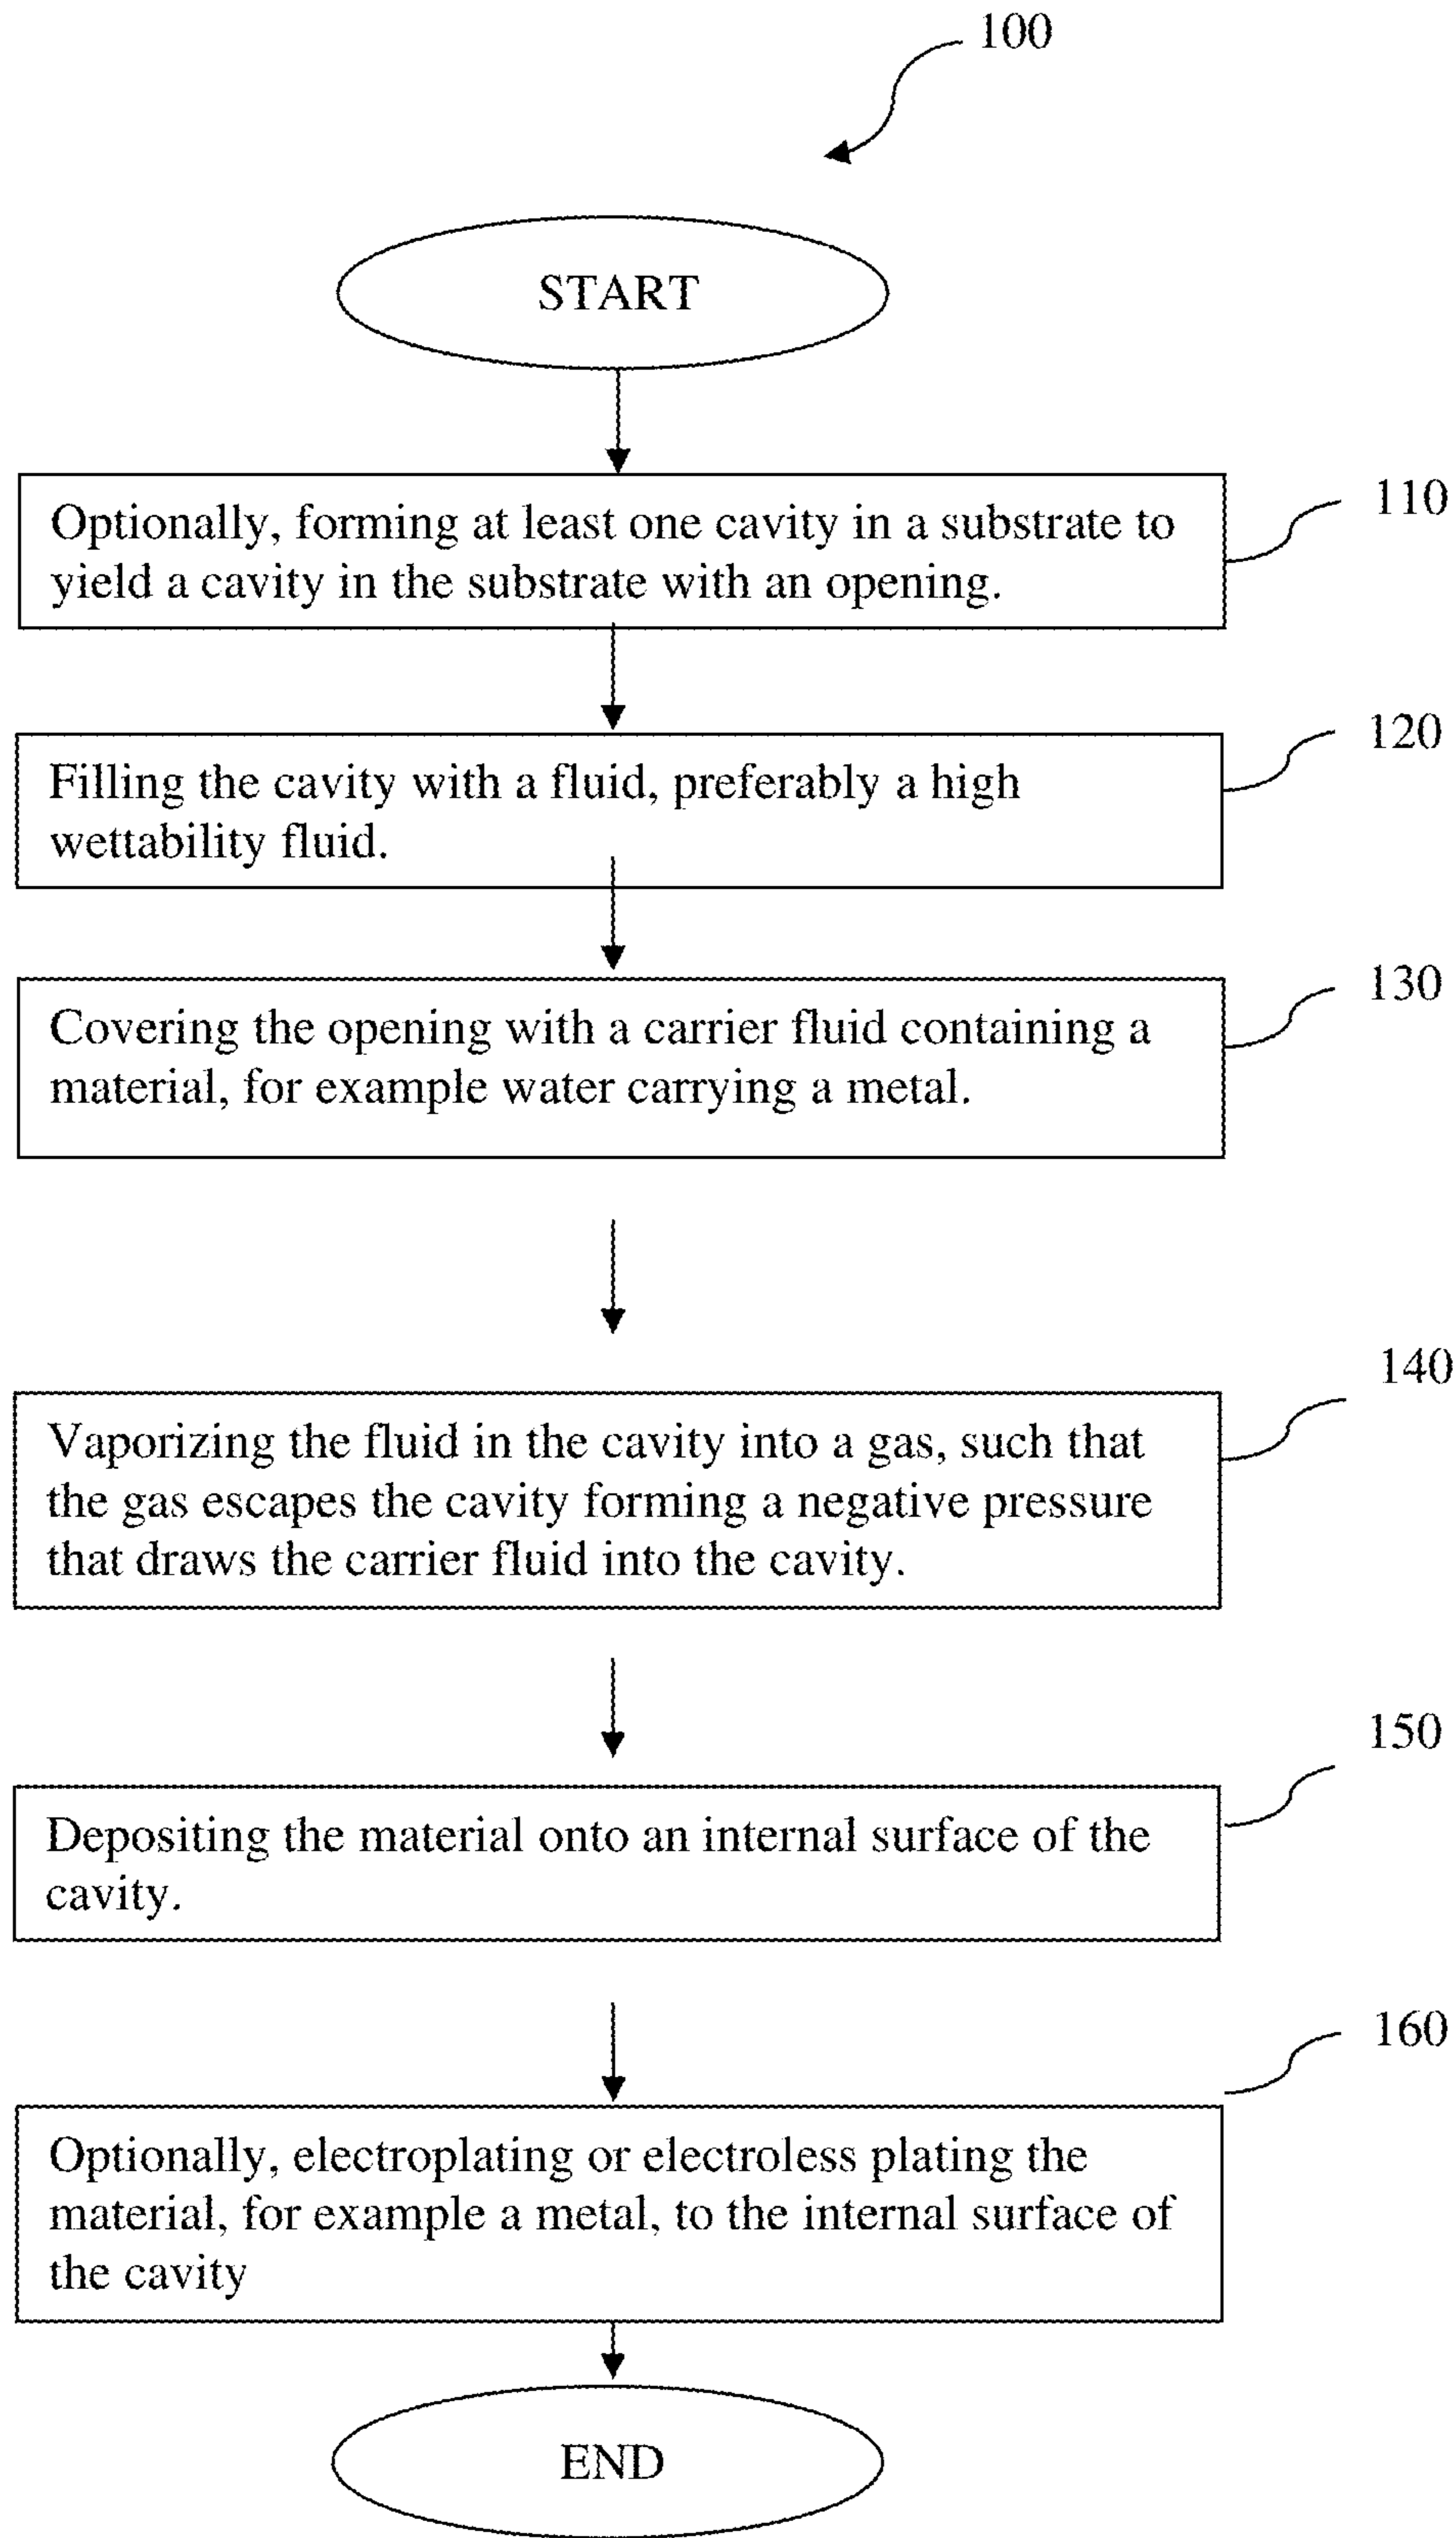 100
START
110
Optionally, forming at least one cavity in a substrate to
yield a cavity in the substrate with an opening.
120
Filling the cavity with a fluid, preferably a high
wettability fluid.
130
Covering the opening with a carrier fluid containing a
material, for example water carrying a metal.
140
Vaporizing the fluid in the cavity into a gas, such that
the gas escapes the cavity forming a negative pressure
that draws the carrier fluid into the cavity.
150
Depositing the material onto an internal surface of the
cavity.
160
Optionally, electroplating or electroless plating the
material, for example a metal, to the internal surface of
the cavity
END